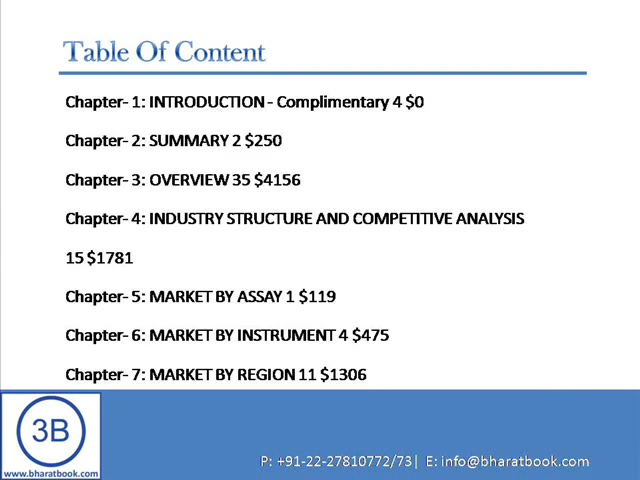 Table Of Content
Chapter- 1: INTRODUCTION - Complimentary 4 $0
Chapter- 2: SUMMARY 2 $250
Chapter- 3: OVERVIEW 35 $4156
Chapter- 4: INDUSTRY STRUCTURE AND COMPETITIVE ANALYSIS
15 $1781
Chapter- 5: MARKET BY ASSAY 1 $119
Chapter- 6: MARKET BY INSTRUMENT 4 $475
Chapter- 7: MARKET BY REGION 11 $1306
3B
www.bharatbook.com
P: +91-22-27810772/73| E: info@bharatbook.com